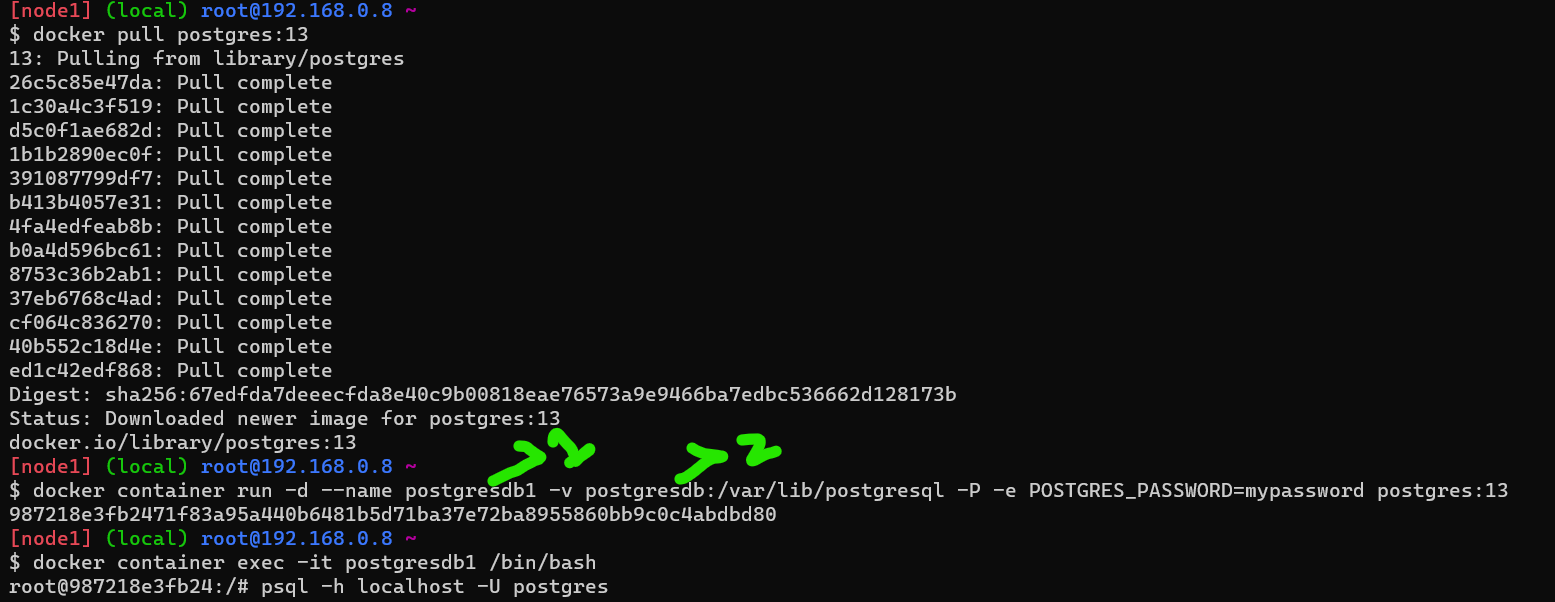 [node1] (local) root@192.168.0.8 ~
$ docker pull postgres:13
13: Pulling from library/postgres
26c5c85e47da: Pull complete
1c30a4c3f519: Pull complete
d5c0f1ae682d: Pull complete
1b1b2890ec0f: Pull complete
391087799df7: Pull complete
b413b4057e31: Pull complete
4fa4edfeab8b: Pull complete
b0a4d596bc61: Pull complete
8753c36b2ab1: Pull complete
37eb6768c4ad: Pull complete
cf064c836270: Pull complete
40b552c18d4e: Pull complete
ed1c42edf868: Pull complete
Digest: sha256:67edfda7deeecfda8e40c9b00818eae76573a9e9466ba7edbc536662d128173b
Status: Downloaded newer image for postgres:13
docker.io/library/postgres:13
[node1] (local) root@192.168.0.8 ~
$ docker container run -d --name postgresdb1 -v postgresdb:/var/lib/postgresql -P -e POSTGRES_PASSWORD=mypassword postgres:13
987218e3fb2471f83a95a440b6481b5d71ba37e72ba8955860bb9c0c4abdbd80
[node1] (local) root@192.168.0.8 ~
$ docker container exec -it postgresdb1 /bin/bash
root@987218e3fb24:/# psql -h localhost -U postgres